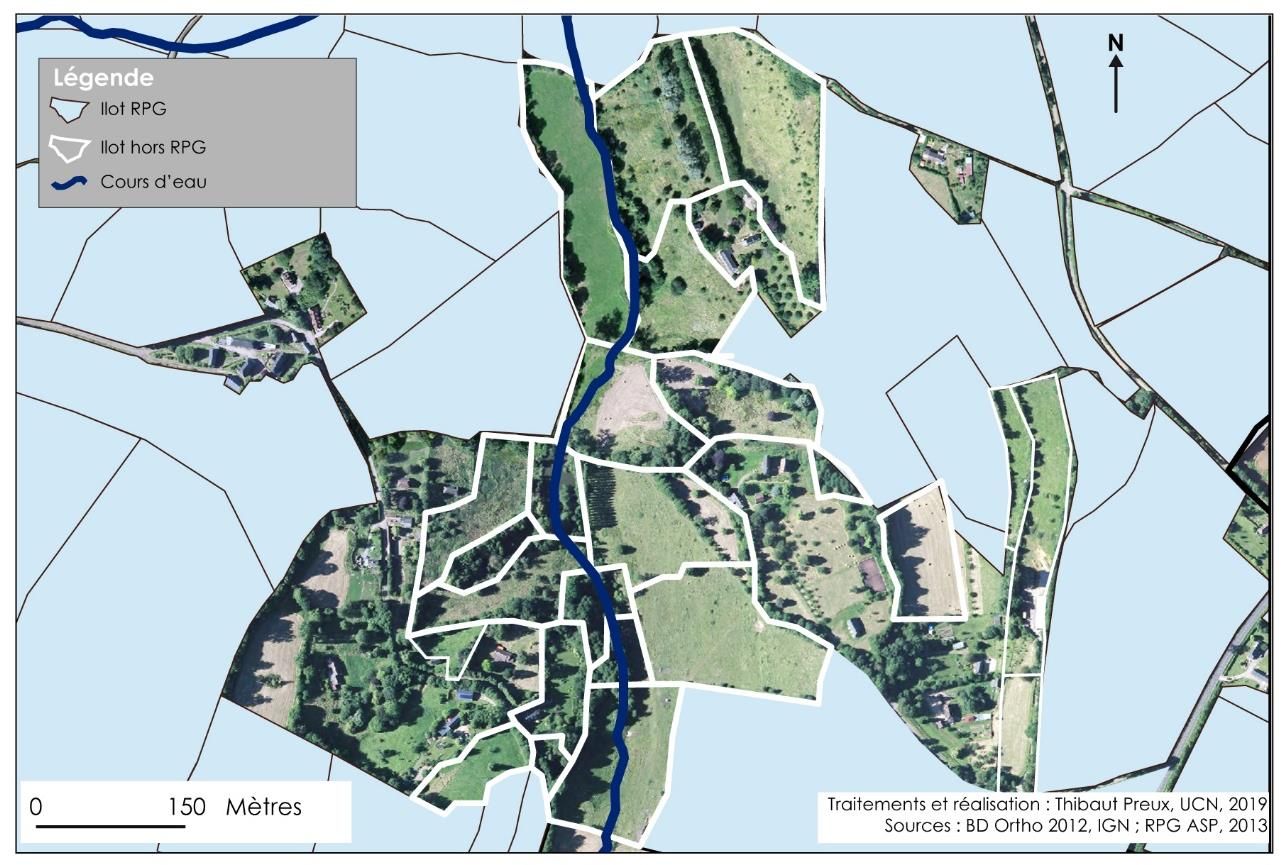 Légende
Ilot RPG
Ilot hors RPG
Cours d'eau
N
0 150 Mètres
Traitements et réalisation : Thibaut Preux, UCN, 2019
Sources : BD Ortho 2012, IGN ; RPG ASP, 2013